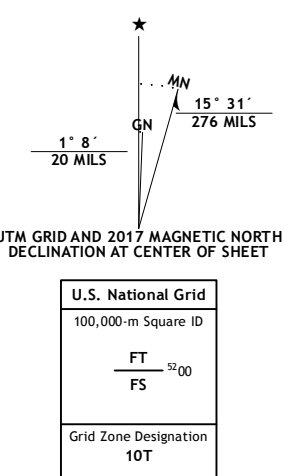 ★
MN
15° 31´
276 MILS
GN
1° 8´
20 MILS
UTM GRID AND 2017 MAGNETIC NORTH
DECLINATION AT CENTER OF SHEET
U.S. National Grid
100,000-m Square ID
FT
5200
FS
Grid Zone Designation
10T